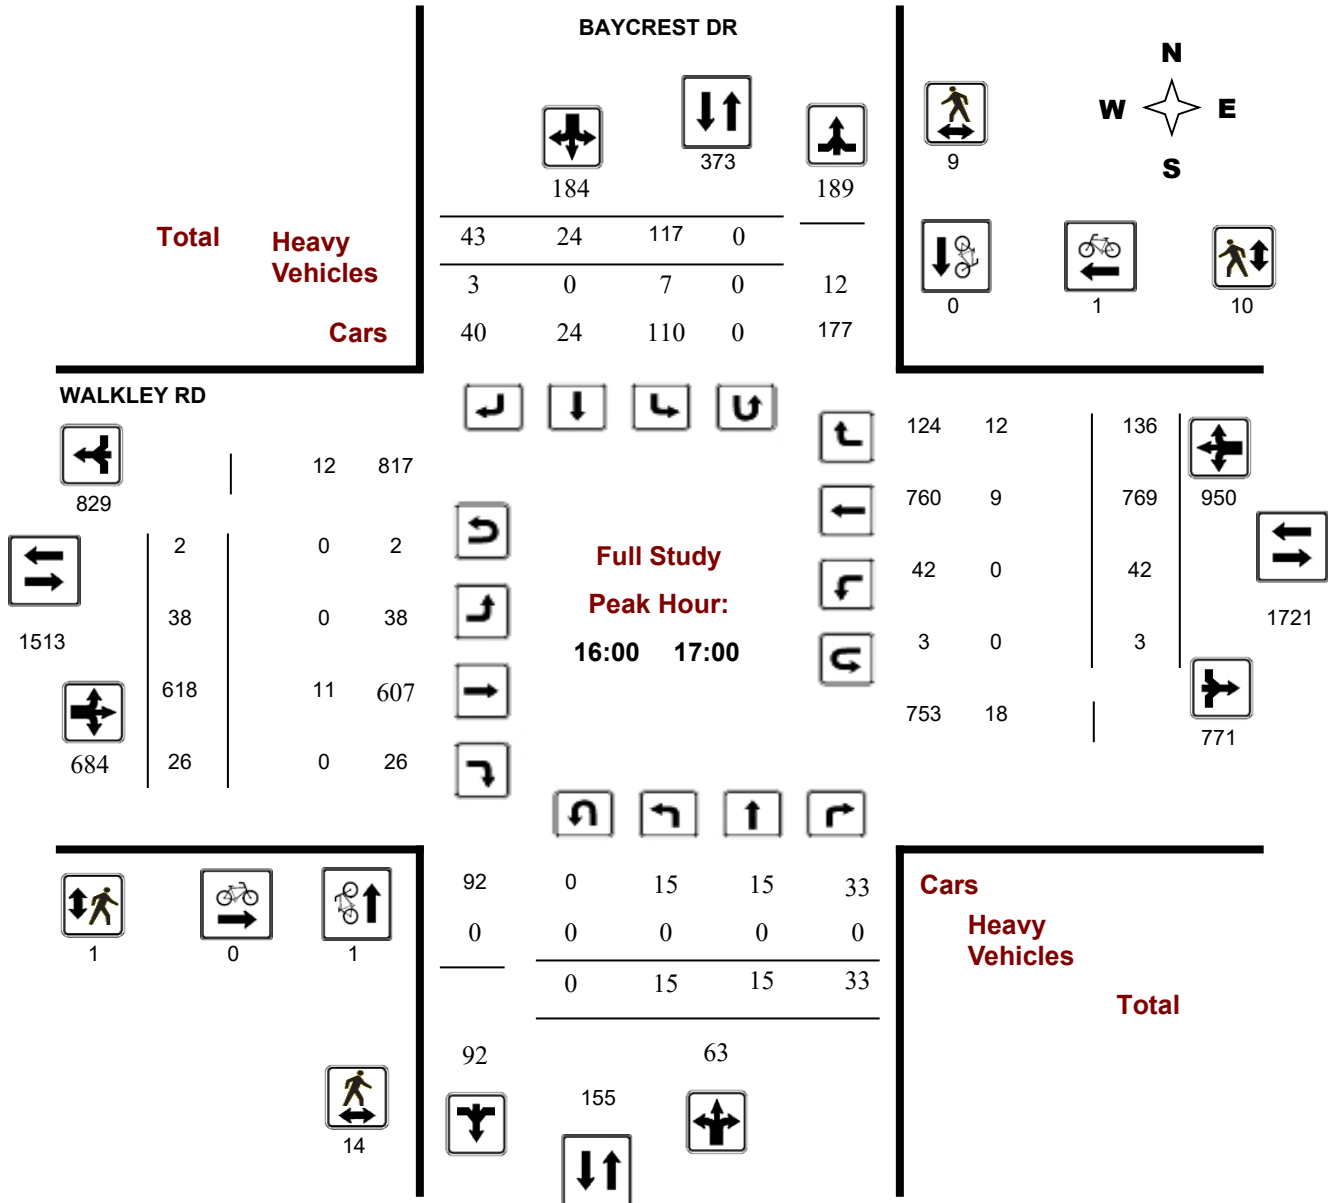 BAYCREST DR
N
W E
S
184
373
189
9
Total
Heavy
Vehicles
Cars
43 24 117 0
3 0 7 0 12
40 24 110 0 177
0 1 10
WALKLEY RD
829
12 817
2 0 2
38 0 38
1513
618 11 607
684
26 0 26
Full Study
Peak Hour:
16:00 17:00
124 12 136
760 9 769 950
42 0 42
3 0 3
1721
753 18
771
1 0 1
92 0 15 15 33
0 0 0 0 0
0 15 15 33
92 63
155
14
Cars
Heavy
Vehicles
Total